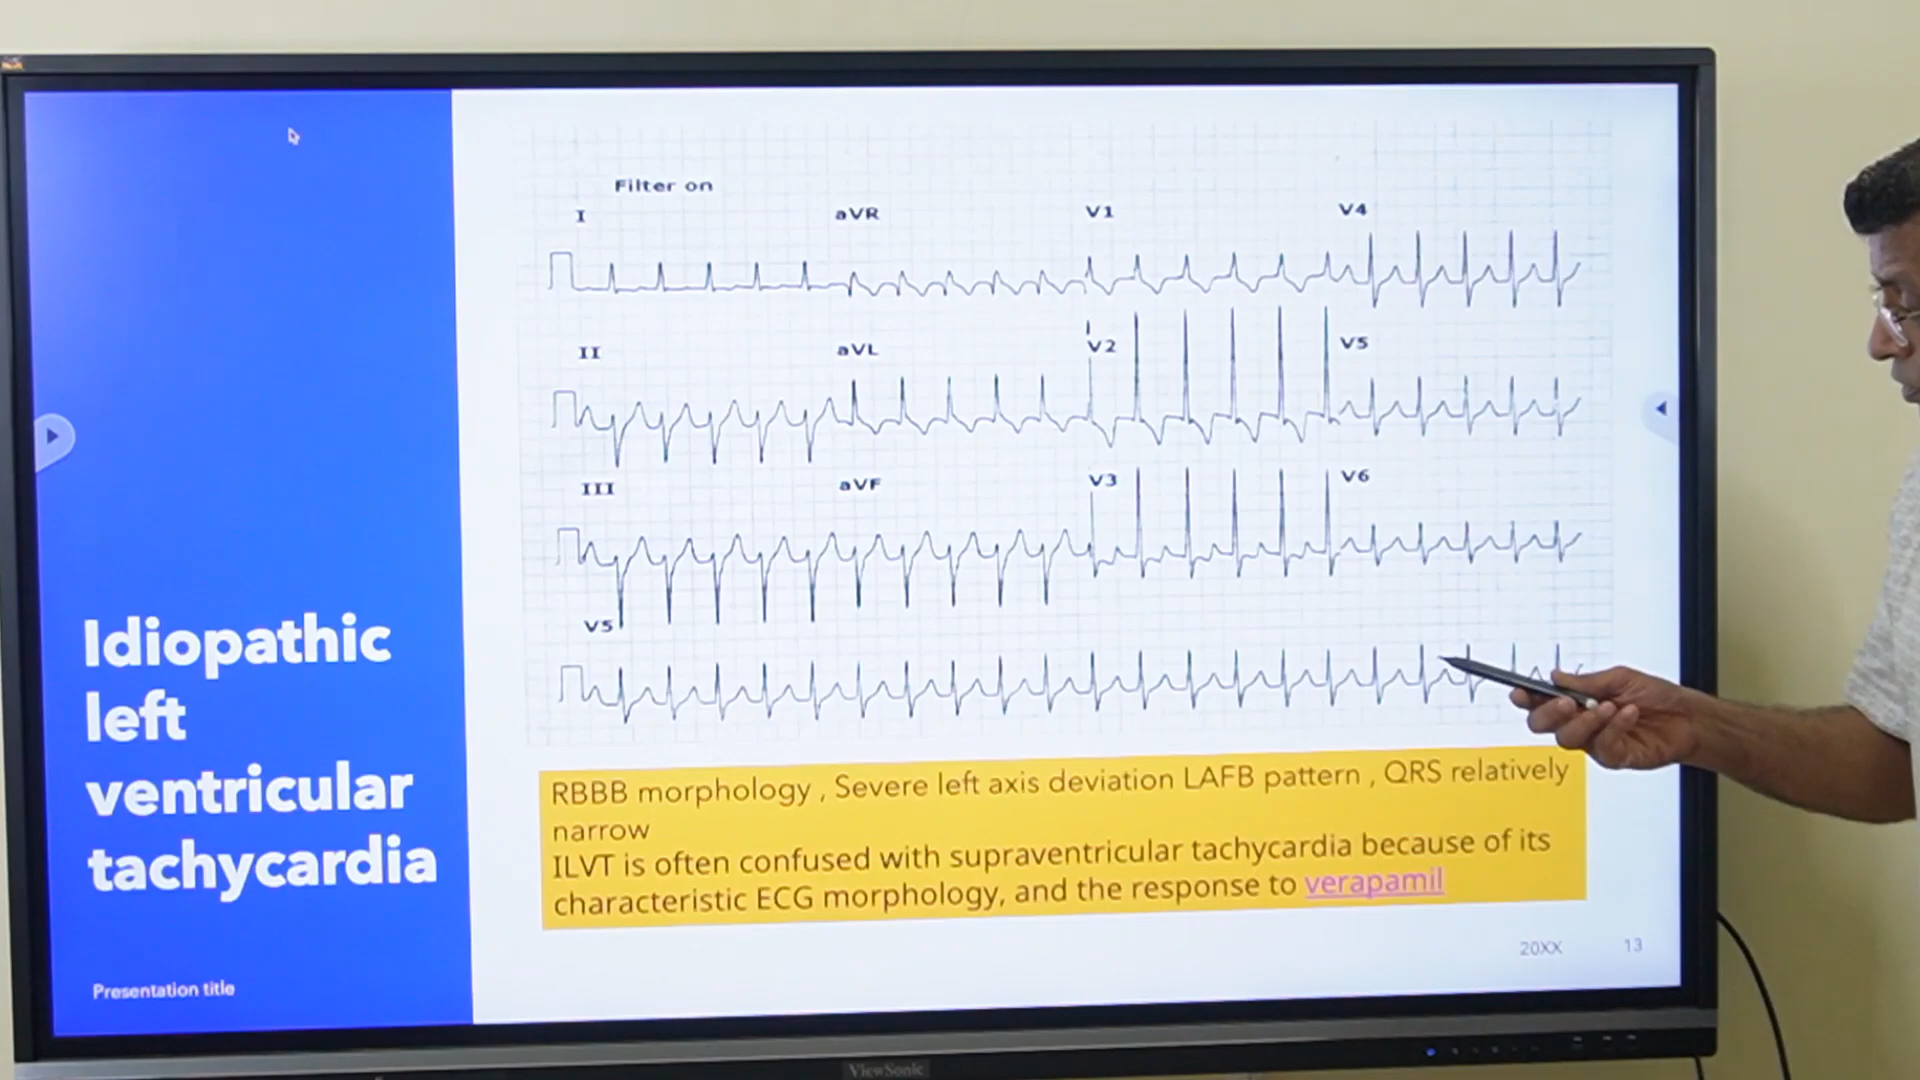 Filter on
I
aVR
V1
V4
II
aVL
V2
V5
III
aVF
V3
V6
V5
Idiopathic
left
ventricular
tachycardia
RBBB morphology , Severe left axis deviation LAFB pattern , QRS relatively
narrow
ILVT is often confused with supraventricular tachycardia because of its
characteristic ECG morphology, and the response to verapamil
20XX
13
Presentation title
ViewSonic